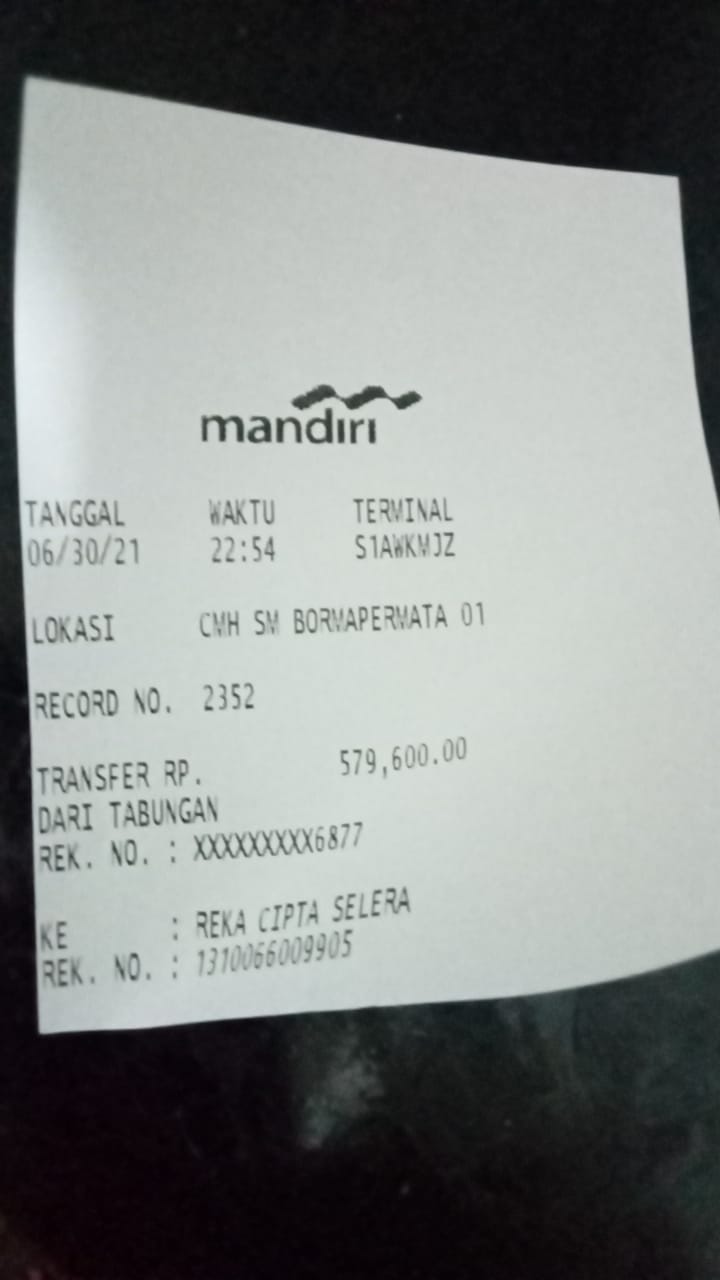 mandiri
TANGGAL WAKTU TERMINAL
06/30/21 22:54 S1AWKMJZ
LOKASI CMH SM BORMAPERMATA 01
RECORD NO. 2352
TRANSFER RP. 579,600.00
DARI TABUNGAN
REK. NO. : XXXXXXXXX6877
KE : REKA CIPTA SELERA
REK. NO. : 1310066009905